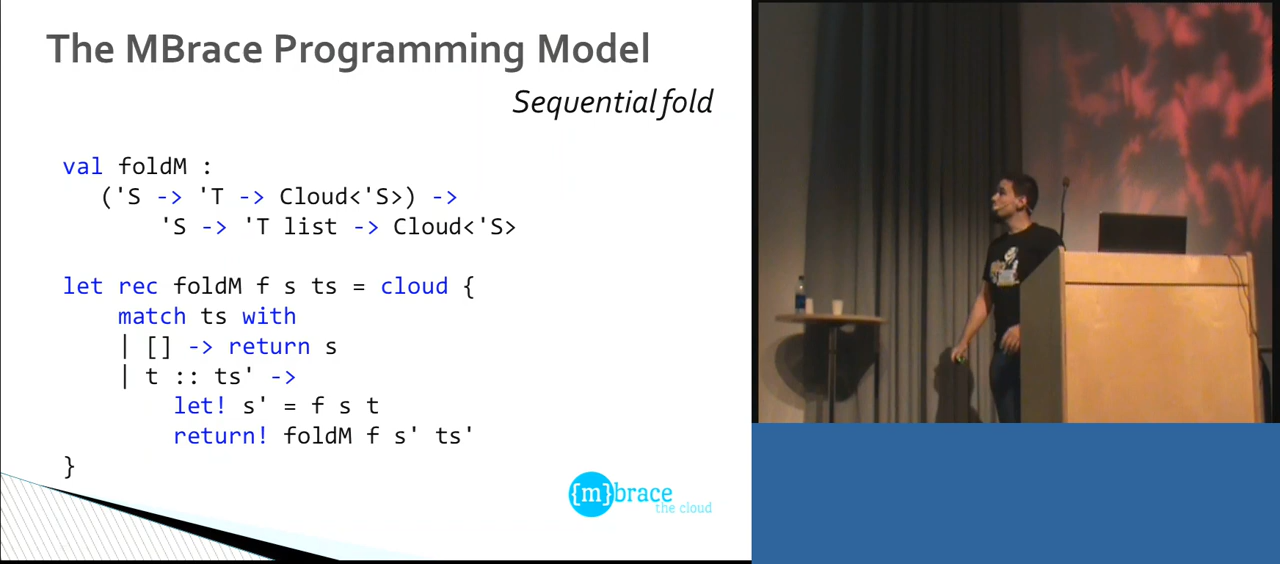 The MBrace Programming Model
Sequential fold
val foldM :
('S -> 'T -> Cloud<'S>) ->
'S -> 'T list -> Cloud<'S>
let rec foldM f s ts = cloud {
match ts with
| [] -> return s
| t :: ts' ->
let! s' = f s t
return! foldM f s' ts'
}
{m}brace
the cloud